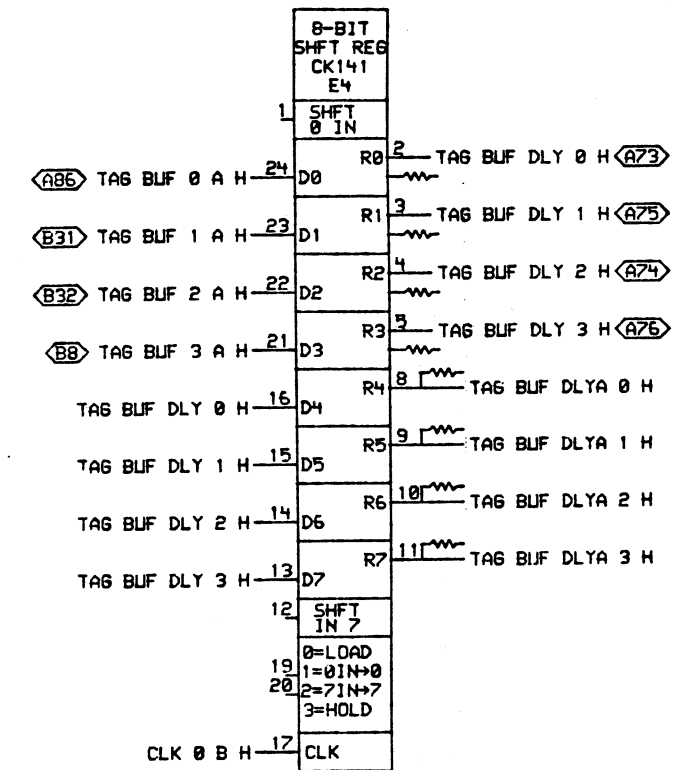 8-BIT
SHFT REG
CK141
E4
1 SHFT
0 IN
R0 2 TAG BUF DLY 0 H A73
A86 TAG BUF 0 A H 24 D0
R1 3 TAG BUF DLY 1 H A75
B31 TAG BUF 1 A H 23 D1
R2 4 TAG BUF DLY 2 H A74
B32 TAG BUF 2 A H 22 D2
R3 5 TAG BUF DLY 3 H A76
B8 TAG BUF 3 A H 21 D3
R4 8 TAG BUF DLYA 0 H
TAG BUF DLY 0 H 16 D4
R5 9 TAG BUF DLYA 1 H
TAG BUF DLY 1 H 15 D5
R6 10 TAG BUF DLYA 2 H
TAG BUF DLY 2 H 14 D6
R7 11 TAG BUF DLYA 3 H
TAG BUF DLY 3 H 13 D7
12 SHFT
IN 7
0=LOAD
19 1=0IN→0
20 2=7IN→7
3=HOLD
CLK 0 B H 17 CLK